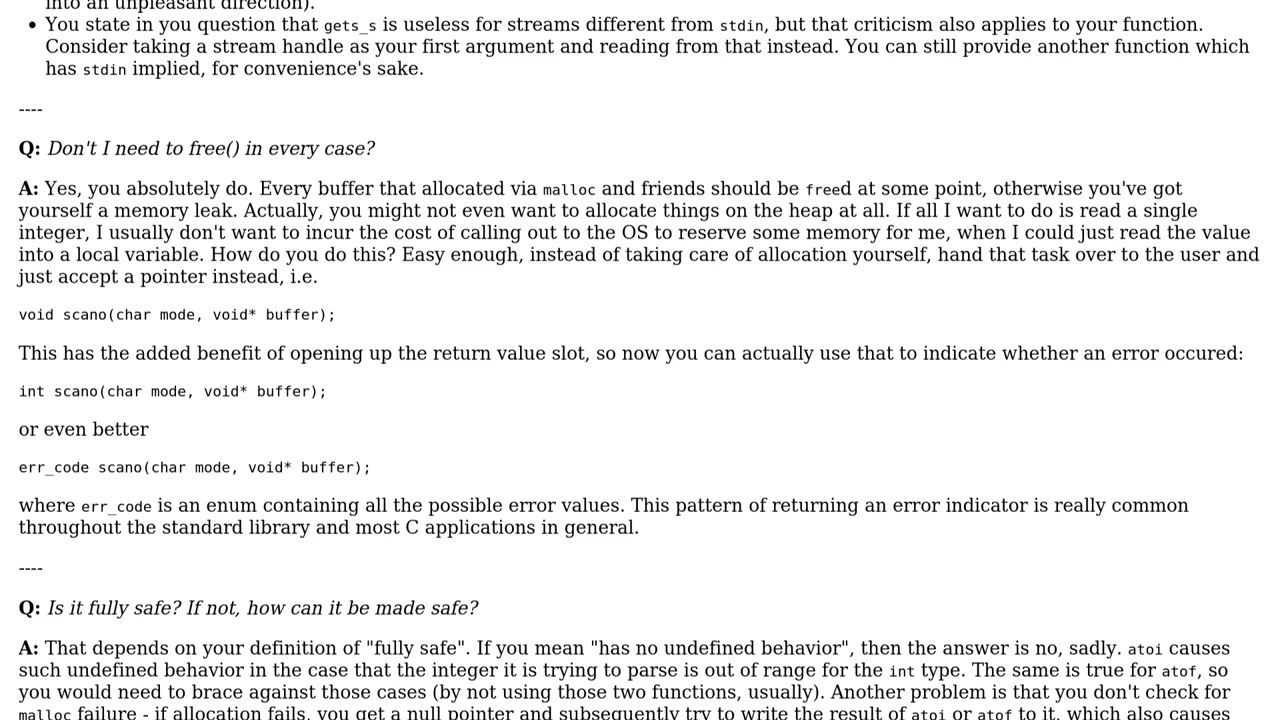 into an unpleasant direction).
• You state in you question that gets_s is useless for streams different from stdin, but that criticism also applies to your function.
Consider taking a stream handle as your first argument and reading from that instead. You can still provide another function which
has stdin implied, for convenience's sake.
----
Q: Don't I need to free() in every case?
A: Yes, you absolutely do. Every buffer that allocated via malloc and friends should be freed at some point, otherwise you've got
yourself a memory leak. Actually, you might not even want to allocate things on the heap at all. If all I want to do is read a single
integer, I usually don't want to incur the cost of calling out to the OS to reserve some memory for me, when I could just read the value
into a local variable. How do you do this? Easy enough, instead of taking care of allocation yourself, hand that task over to the user and
just accept a pointer instead, i.e.
void scano(char mode, void* buffer);
This has the added benefit of opening up the return value slot, so now you can actually use that to indicate whether an error occured:
int scano(char mode, void* buffer);
or even better
err_code scano(char mode, void* buffer);
where err_code is an enum containing all the possible error values. This pattern of returning an error indicator is really common
throughout the standard library and most C applications in general.
----
Q: Is it fully safe? If not, how can it be made safe?
A: That depends on your definition of "fully safe". If you mean "has no undefined behavior", then the answer is no, sadly. atoi causes
such undefined behavior in the case that the integer it is trying to parse is out of range for the int type. The same is true for atof, so
you would need to brace against those cases (by not using those two functions, usually). Another problem is that you don't check for
malloc failure - if allocation fails, you get a null pointer and subsequently try to write the result of atoi or atof to it, which also causes